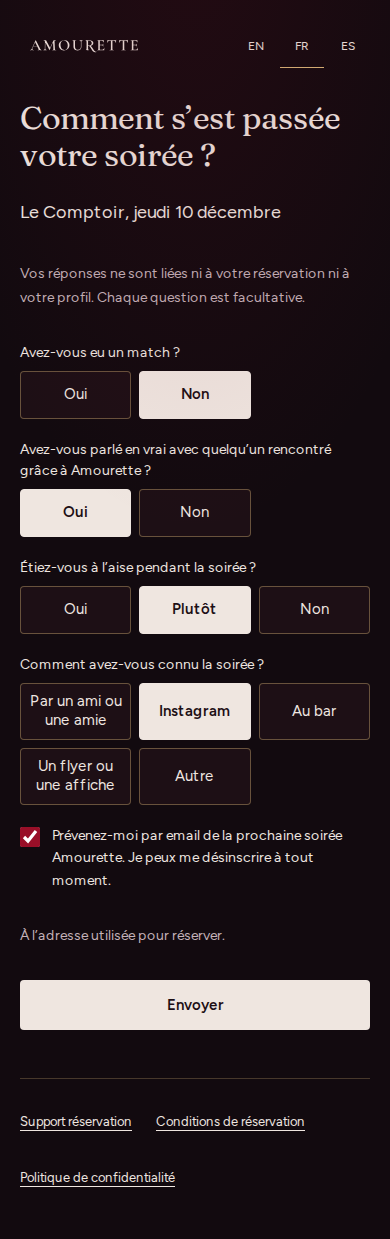 AMOURETTE
EN FR ES
Comment s’est passée
votre soirée ?
Le Comptoir, jeudi 10 décembre
Vos réponses ne sont liées ni à votre réservation ni à
votre profil. Chaque question est facultative.
Avez-vous eu un match ?
Oui Non
Avez-vous parlé en vrai avec quelqu’un rencontré
grâce à Amourette ?
Oui Non
Étiez-vous à l’aise pendant la soirée ?
Oui Plutôt Non
Comment avez-vous connu la soirée ?
Par un ami ou
une amie
Instagram
Au bar
Un flyer ou
une affiche
Autre
Prévenez-moi par email de la prochaine soirée
Amourette. Je peux me désinscrire à tout
moment.
À l’adresse utilisée pour réserver.
Envoyer
Support réservation Conditions de réservation
Politique de confidentialité